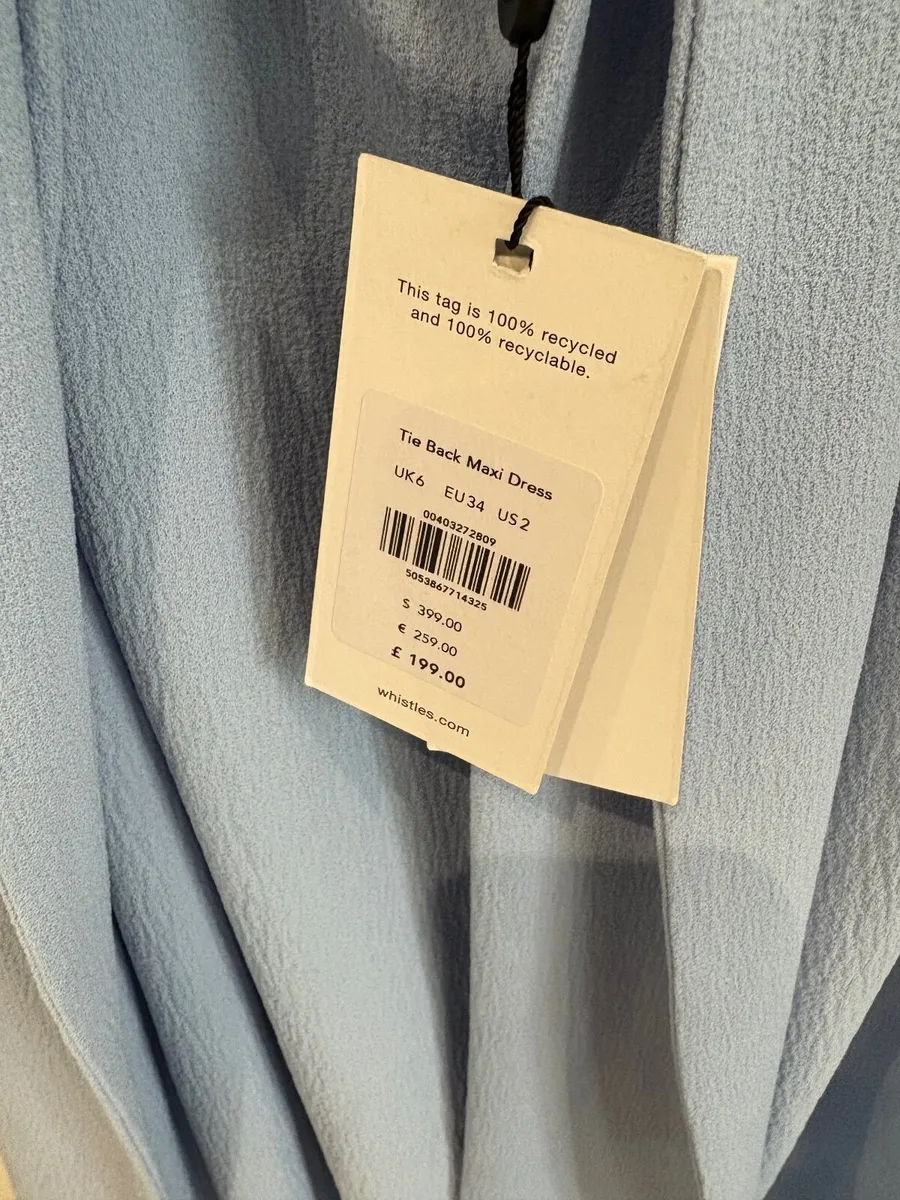 This tag is 100% recycled
and 100% recyclable.
Tie Back Maxi Dress
UK6 EU34 US2
00403272809
5053867714325
$ 399.00
€ 259.00
£ 199.00
whistles.com